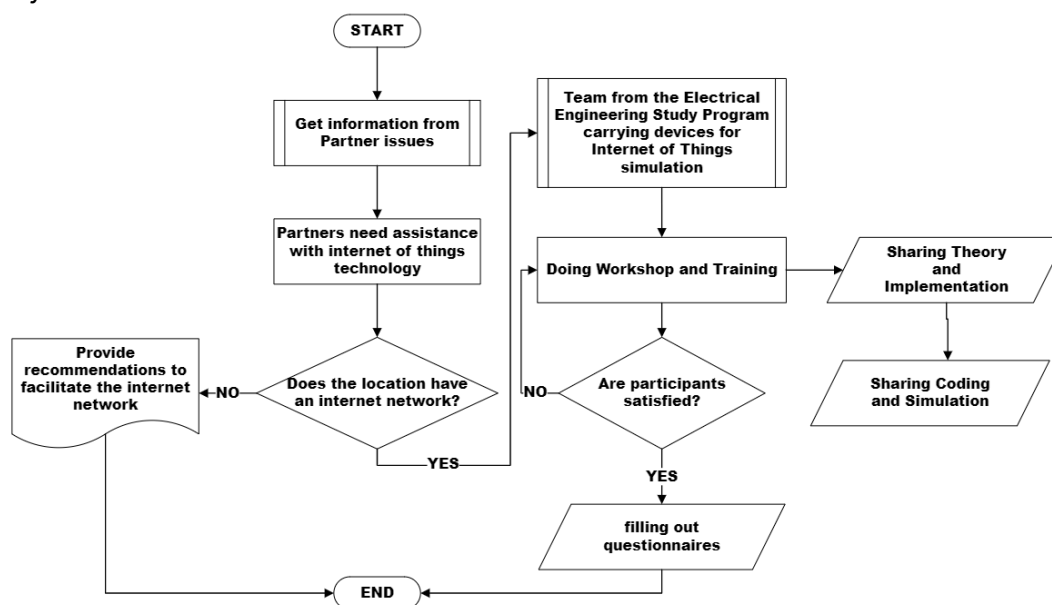 START
Get information from
Partner issues
Partners need assistance
with internet of things
technology
Does the location have
an internet network?
NO
Provide
recommendations to
facilitate the internet
network
YES
Team from the Electrical
Engineering Study Program
carrying devices for
Internet of Things
simulation
Doing Workshop and Training
Sharing Theory
and
Implementation
Sharing Coding
and Simulation
Are participants
satisfied?
NO
YES
filling out
questionnaires
END